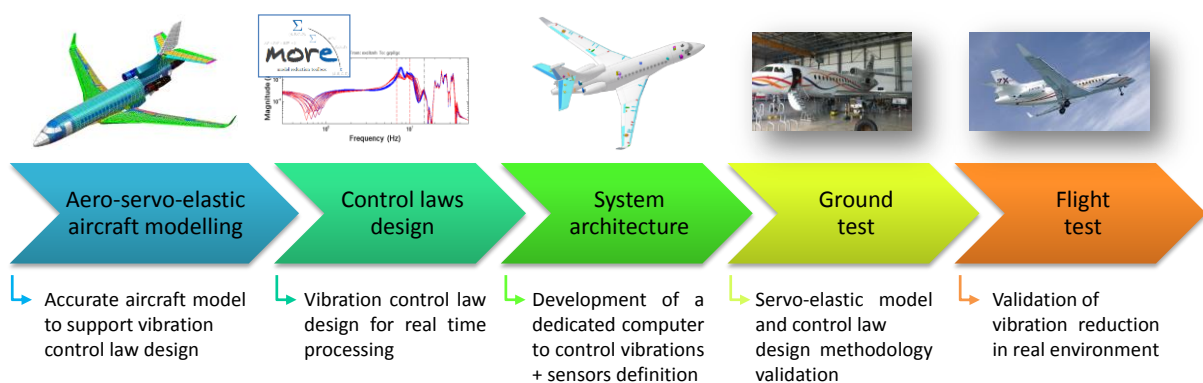 Σ
Σ
more
model reduction toolbox
Magnitude
Frequency (Hz)
Aero-servo-elastic
aircraft modelling
Control laws
design
System
architecture
Ground
test
Flight
test
Accurate aircraft model
to support vibration
control law design
Vibration control law
design for real time
processing
Development of a
dedicated computer
to control vibrations
+ sensors definition
Servo-elastic model
and control law
design methodology
validation
Validation of
vibration reduction
in real environment